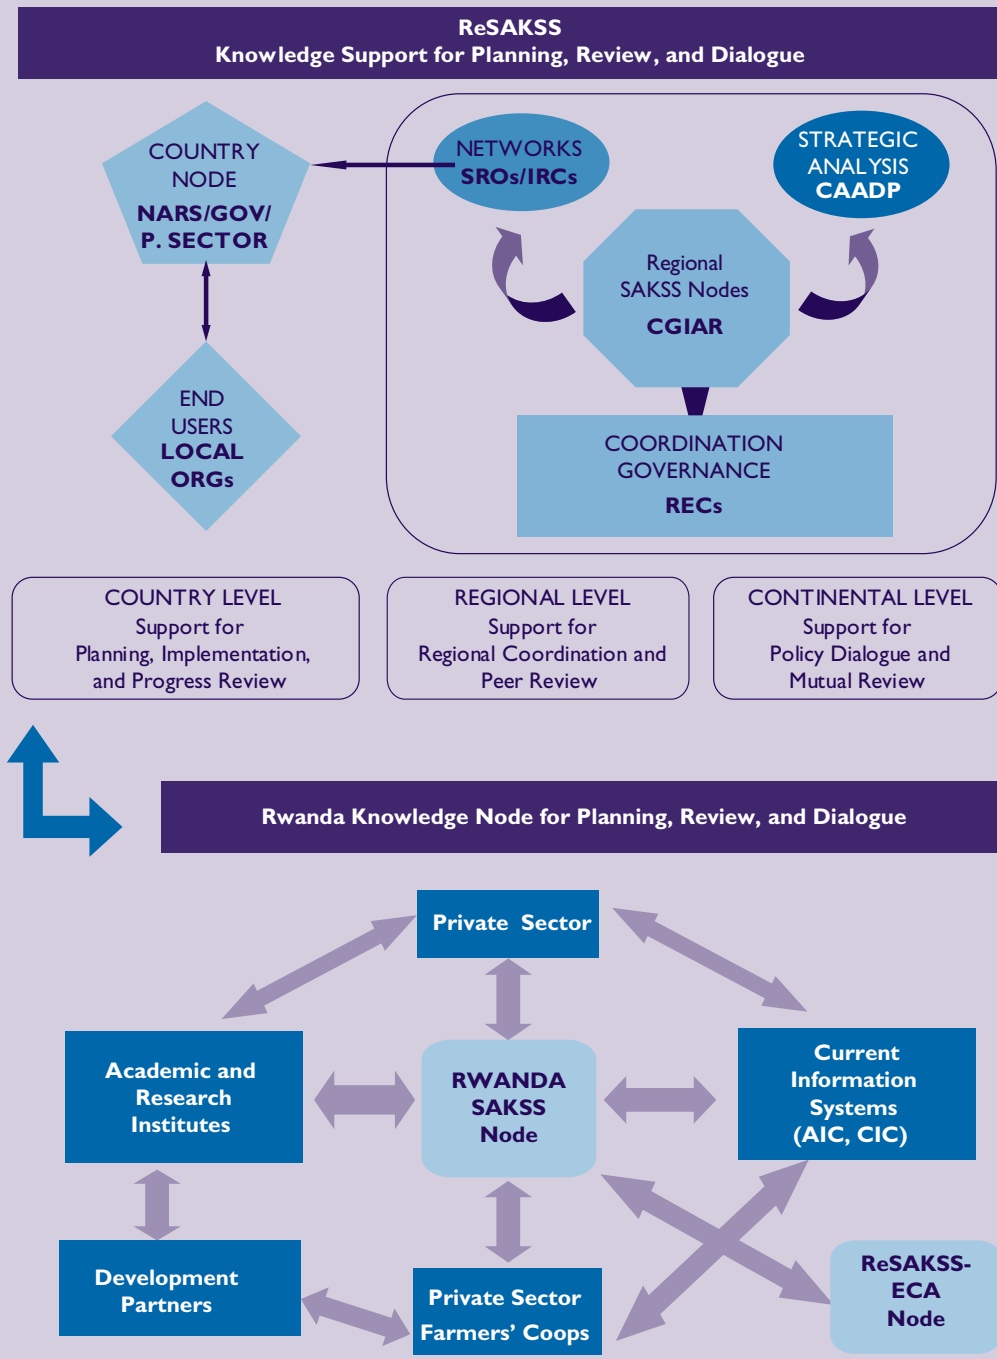 ReSAKSS
Knowledge Support for Planning, Review, and Dialogue
COUNTRY
NODE
NARS/GOV/
P. SECTOR
NETWORKS
SROs/IRCs
STRATEGIC
ANALYSIS
CAADP
Regional
SAKSS Nodes
CGIAR
END
USERS
LOCAL
ORGs
COORDINATION
GOVERNANCE
RECs
COUNTRY LEVEL
Support for
Planning, Implementation,
and Progress Review
REGIONAL LEVEL
Support for
Regional Coordination and
Peer Review
CONTINENTAL LEVEL
Support for
Policy Dialogue and
Mutual Review
Rwanda Knowledge Node for Planning, Review, and Dialogue
Private Sector
Academic and
Research
Institutes
RWANDA
SAKSS
Node
Current
Information
Systems
(AIC, CIC)
Development
Partners
Private Sector
Farmers' Coops
ReSAKSS-
ECA
Node